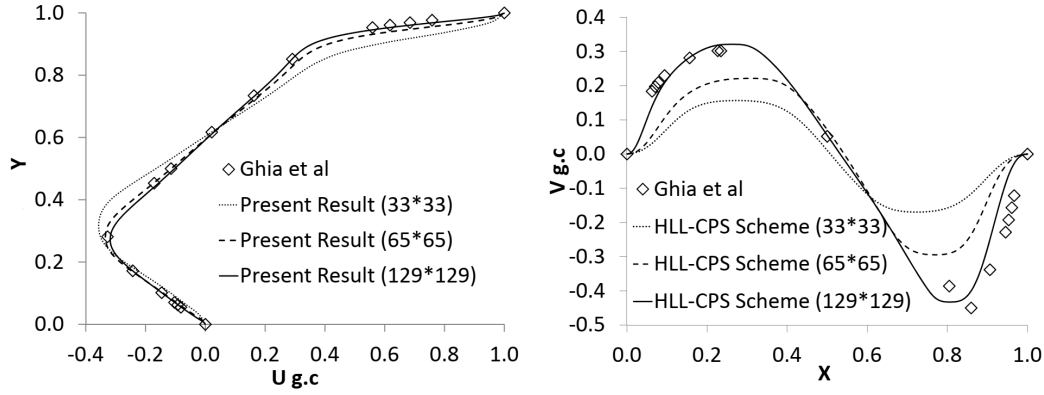 1.0
0.8
0.6
0.4
0.2
0.0
Y
-0.4 -0.2 0.0 0.2 0.4 0.6 0.8 1.0
U g.c
Ghia et al
Present Result (33*33)
Present Result (65*65)
Present Result (129*129)
0.4
0.3
0.2
0.1
0.0
-0.1
-0.2
-0.3
-0.4
-0.5
V g.c
0.0 0.2 0.4 0.6 0.8 1.0
X
Ghia et al
HLL-CPS Scheme (33*33)
HLL-CPS Scheme (65*65)
HLL-CPS Scheme (129*129)